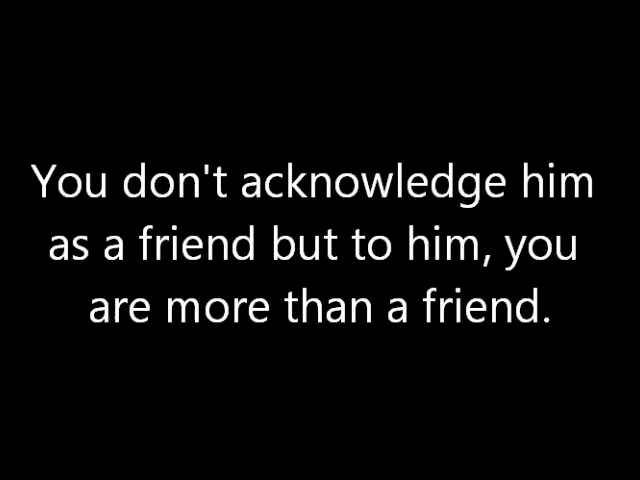 You don't acknowledge him
as a friend but to him, you
are more than a friend.